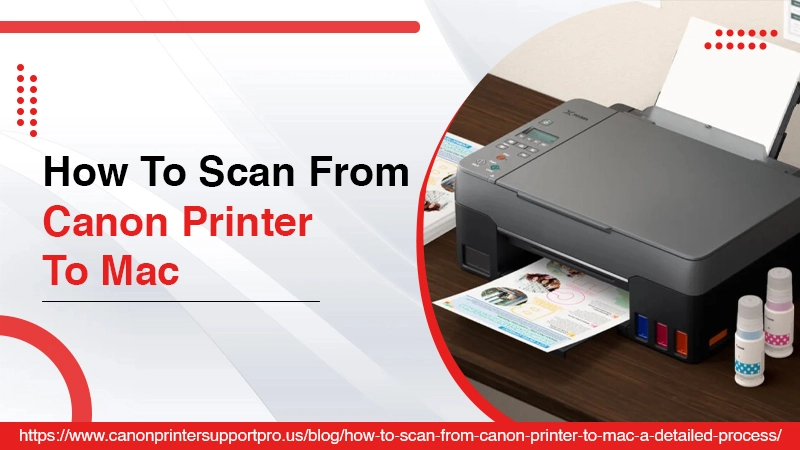 How To Scan From
Canon Printer
To Mac
https://www.canonprintersupportpro.us/blog/how-to-scan-from-canon-printer-to-mac-a-detailed-process/